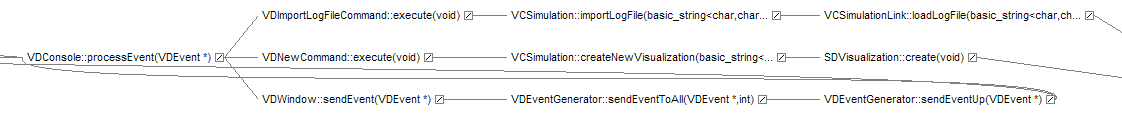 VDImportLogFileCommand::execute(void) VCSimulation::importLogFile(basic_string<char,char... VCSimulationLink::loadLogFile(basic_string<char,ch...
VDConsole::processEvent(VDEvent *) VDNewCommand::execute(void) VCSimulation::createNewVisualization(basic_string<... SDVisualization::create(void)
VDWindow::sendEvent(VDEvent *) VDEventGenerator::sendEventToAll(VDEvent *,int) VDEventGenerator::sendEventUp(VDEvent *)